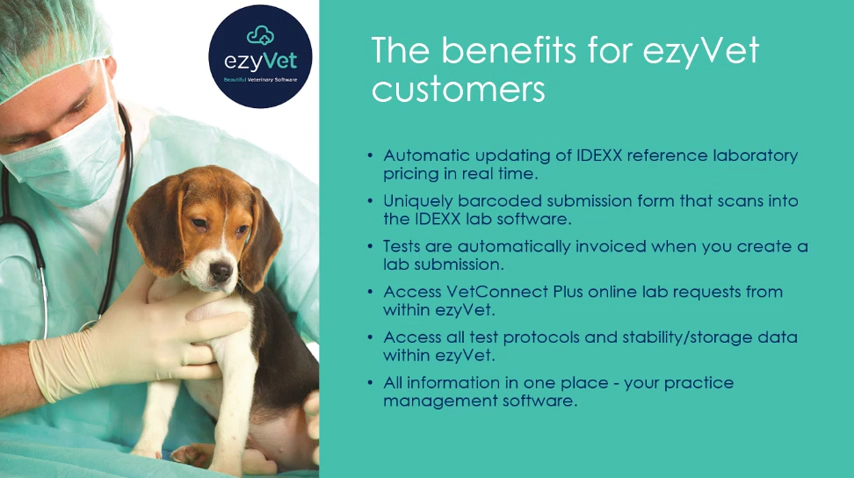 ezyVet
Beautiful Veterinary Software
The benefits for ezyVet
customers
• Automatic updating of IDEXX reference laboratory
pricing in real time.
• Uniquely barcoded submission form that scans into
the IDEXX lab software.
• Tests are automatically invoiced when you create a
lab submission.
• Access VetConnect Plus online lab requests from
within ezyVet.
• Access all test protocols and stability/storage data
within ezyVet.
• All information in one place - your practice
management software.